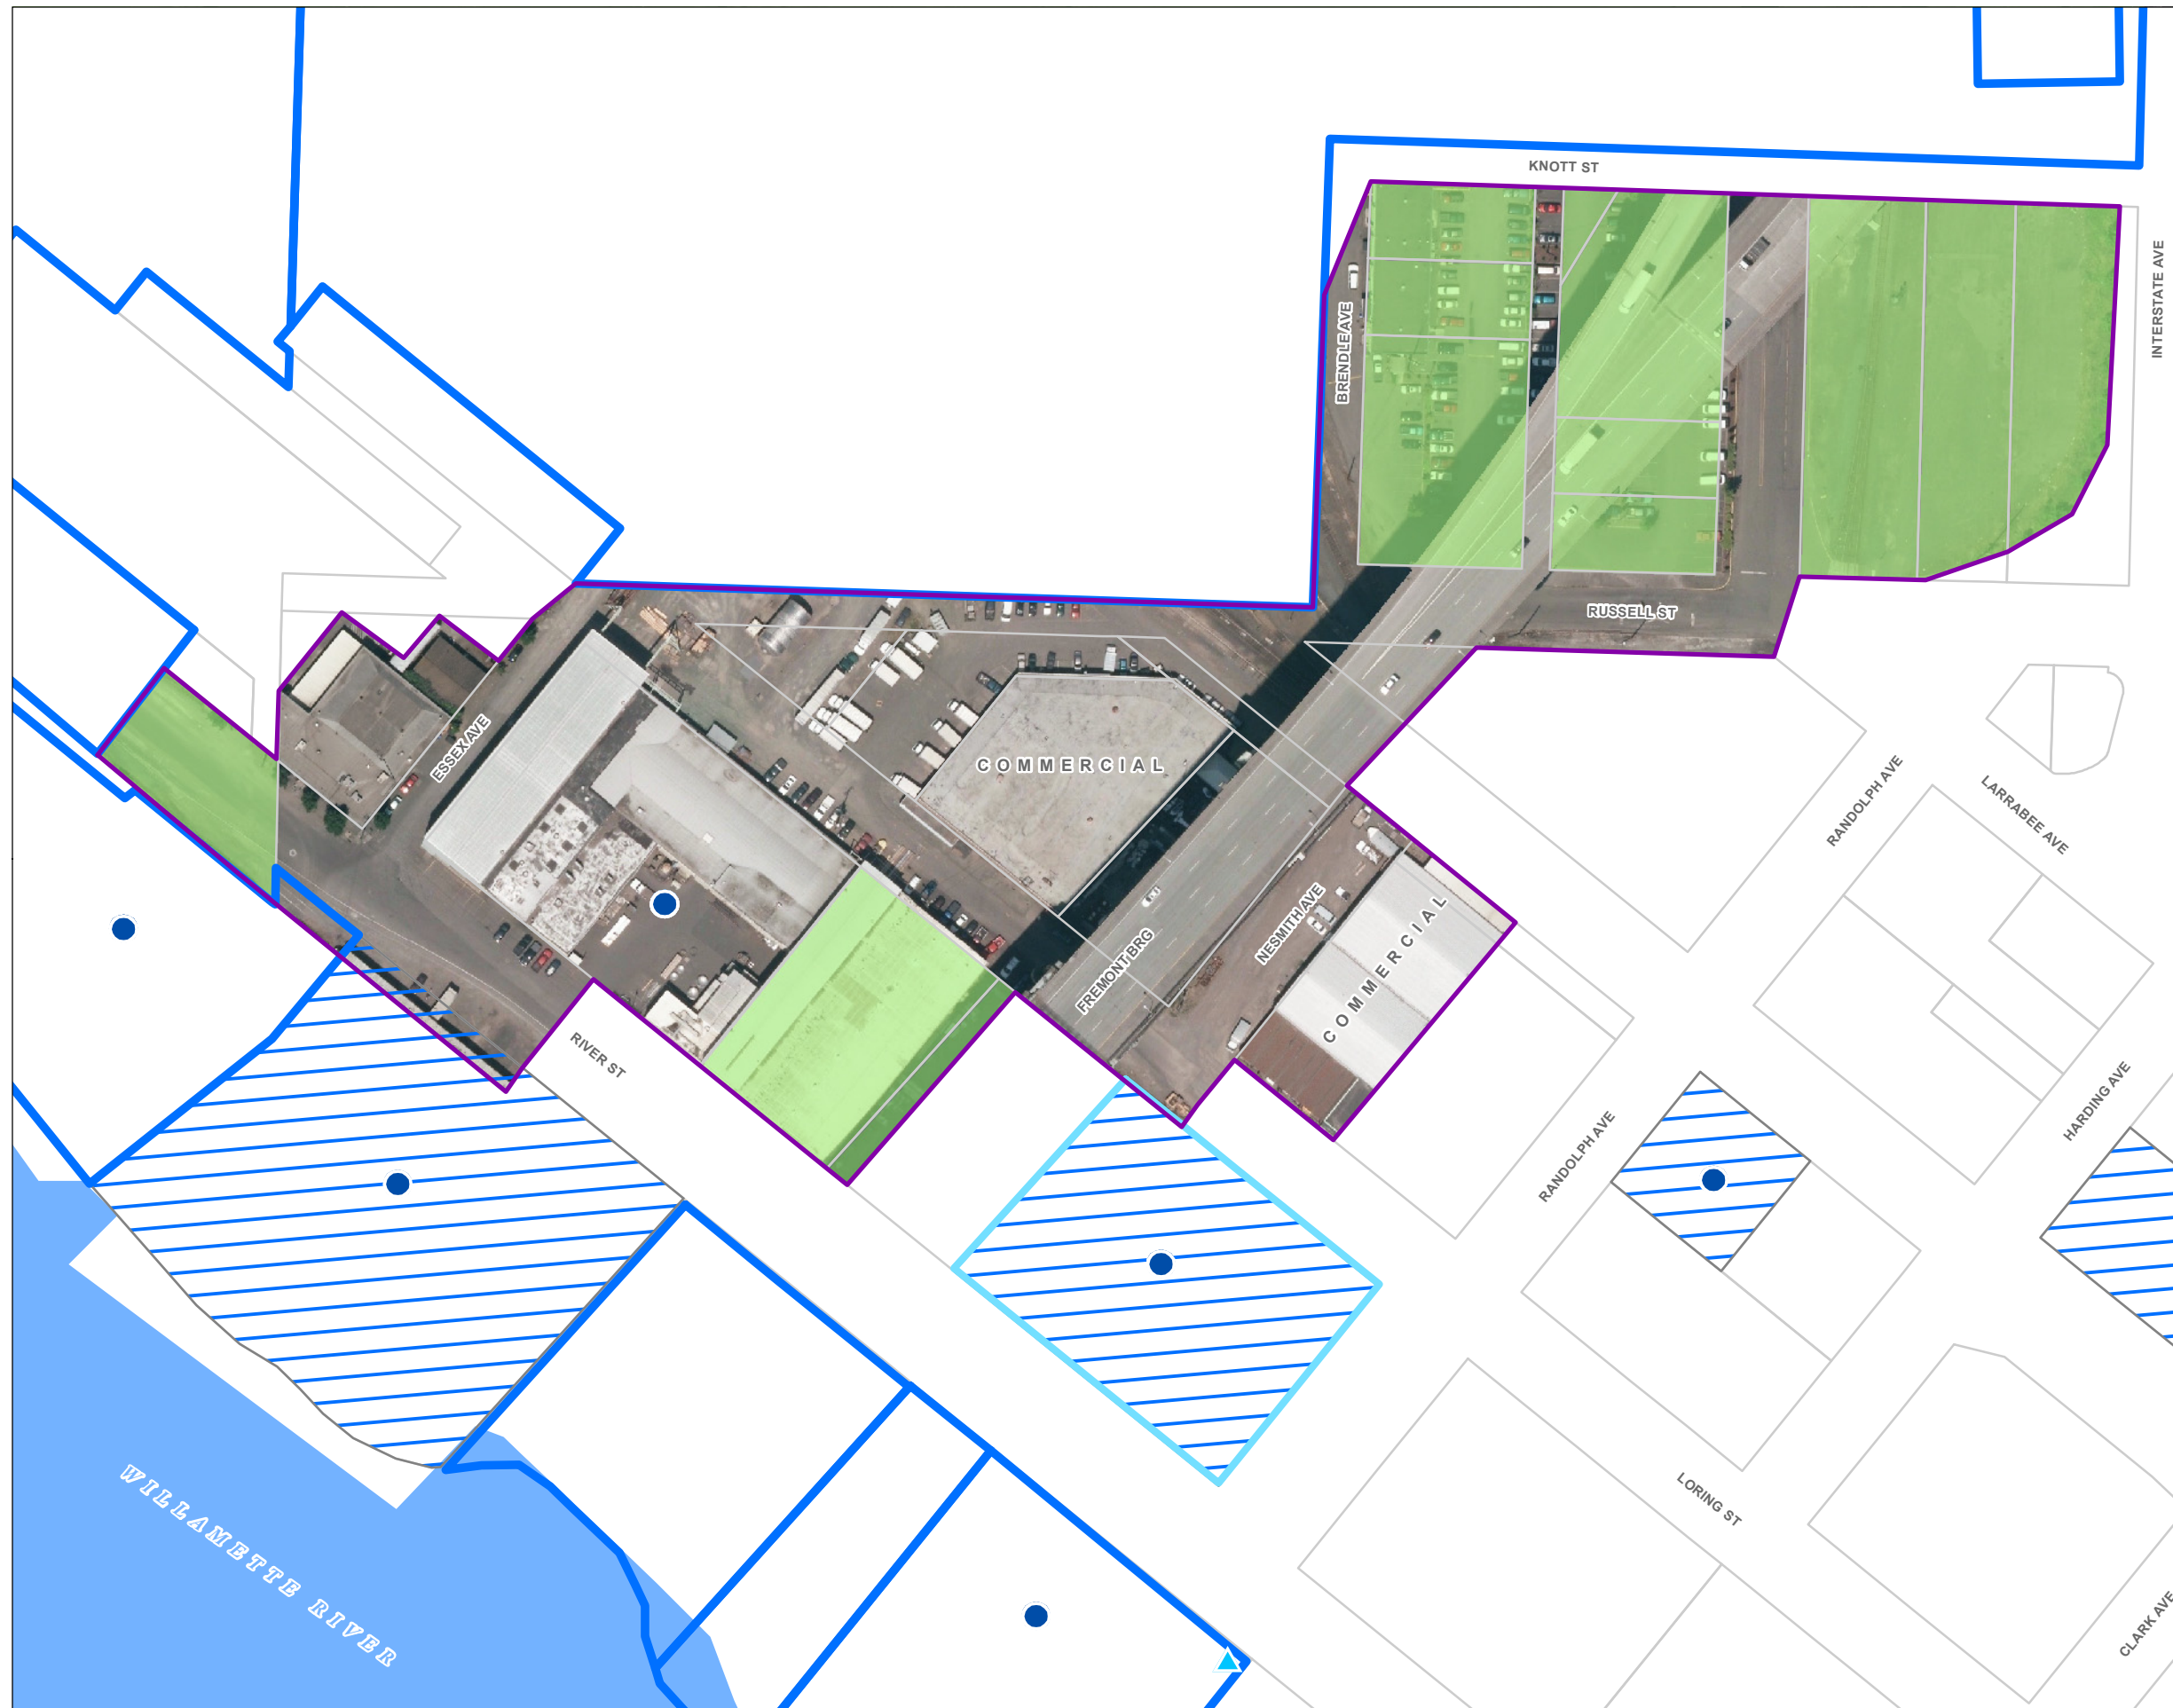 KNOTT ST
INTERSTATE AVE
BRENDLE AVE
RUSSELL ST
ESSEX AVE
COMMERCIAL
RANDOLPH AVE
LARRABEE AVE
NESMITH AVE
COMMERCIAL
FREMONT BRG
RIVER ST
RANDOLPH AVE
HARDING AVE
LORING ST
WILLAMETTE RIVER
CLARK AVE